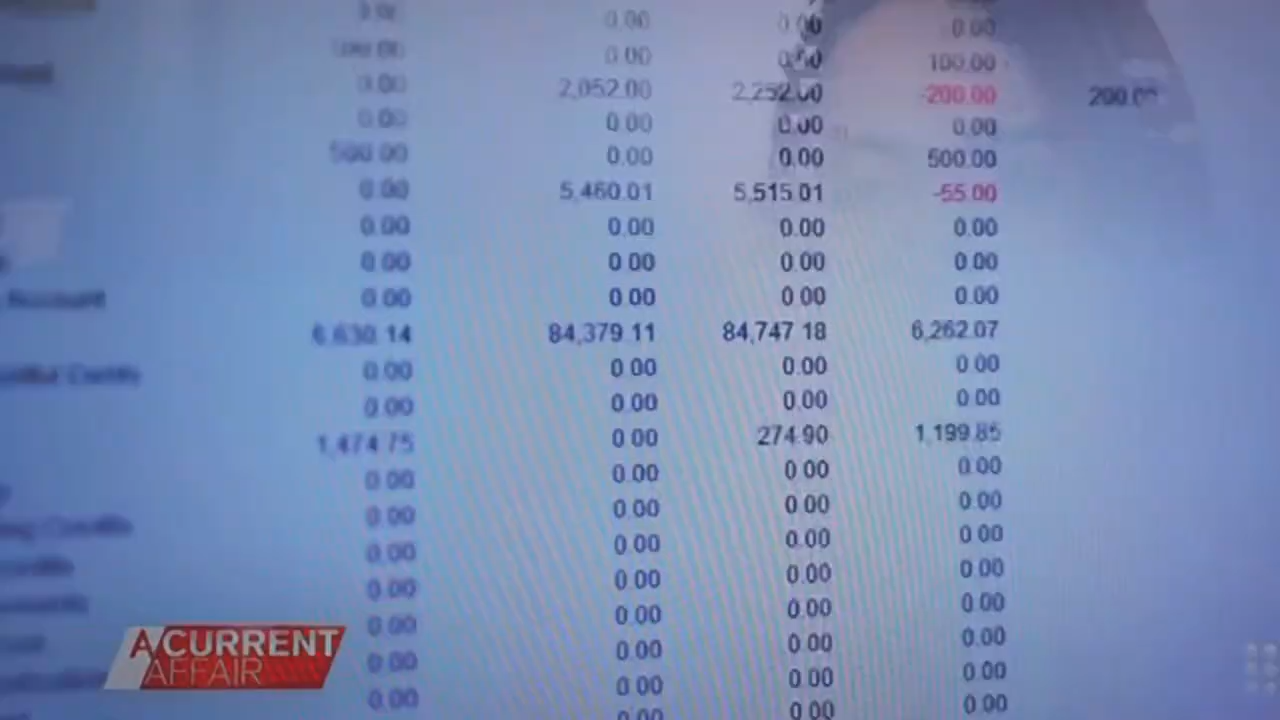 0.00 0.00 0.00
0.00 100.00
0.00 2,052.00 2,252.00 -200.00 200.00
0.00 0.00 0.00 0.00
500.00 0.00 0.00 500.00
0.00 5,460.01 5,515.01 -55.00
0.00 0.00 0.00 0.00
0.00 0.00 0.00 0.00
Account 0.00 0.00 0.00 0.00
6,630.14 84,379.11 84,747.18 6,262.07
0.00 0.00 0.00 0.00
0.00 0.00 0.00 0.00
1,474.75 0.00 274.90 1,199.85
0.00 0.00 0.00 0.00
0.00 0.00 0.00 0.00
0.00 0.00 0.00 0.00
0.00 0.00 0.00 0.00
0.00 0.00 0.00 0.00
0.00 0.00 0.00 0.00
0.00 0.00 0.00 0.00
0.00 0.00 0.00
A CURRENT
AFFAIR